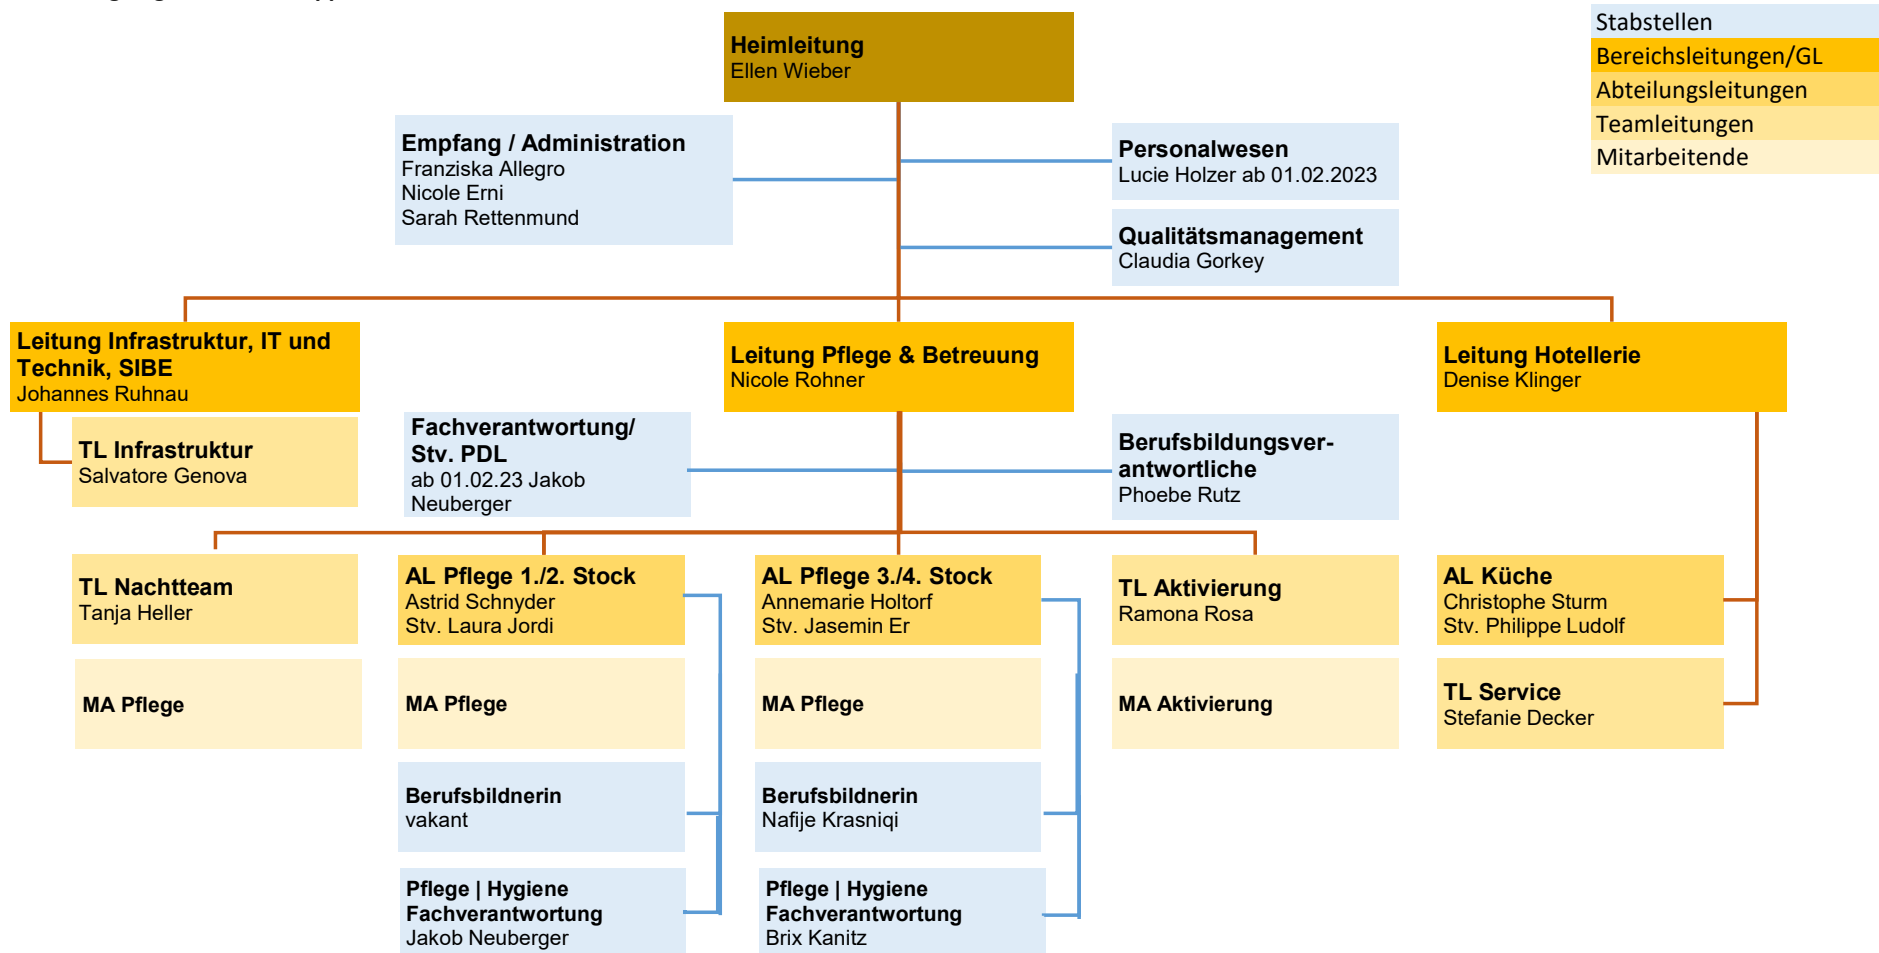 Heimleitung
Ellen Wieber
Stabstellen
Bereichsleitungen/GL
Abteilungsleitungen
Teamleitungen
Mitarbeitende
Empfang / Administration
Franziska Allegro
Nicole Erni
Sarah Rettenmund
Personalwesen
Lucie Holzer ab 01.02.2023
Qualitätsmanagement
Claudia Gorkey
Leitung Infrastruktur, IT und
Technik, SIBE
Johannes Ruhnau
Leitung Pflege & Betreuung
Nicole Rohner
Leitung Hotellerie
Denise Klinger
TL Infrastruktur
Salvatore Genova
Fachverantwortung/
Stv. PDL
ab 01.02.23 Jakob
Neuberger
Berufsbildungsver-
antwortliche
Phoebe Rutz
TL Nachtteam
Tanja Heller
AL Pflege 1./2. Stock
Astrid Schnyder
Stv. Laura Jordi
AL Pflege 3./4. Stock
Annemarie Holtorf
Stv. Jasemin Er
TL Aktivierung
Ramona Rosa
AL Küche
Christophe Sturm
Stv. Philippe Ludolf
MA Pflege
MA Pflege
MA Pflege
MA Aktivierung
TL Service
Stefanie Decker
Berufsbildnerin
vakant
Berufsbildnerin
Nafije Krasniqi
Pflege | Hygiene
Fachverantwortung
Jakob Neuberger
Pflege | Hygiene
Fachverantwortung
Brix Kanitz